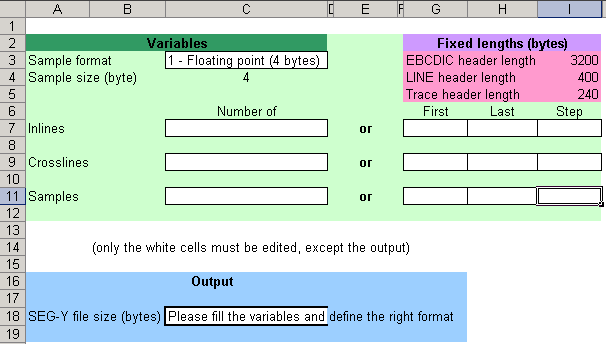 A B C D E F G H I
1
2 Variables Fixed lengths (bytes)
3 Sample format 1 - Floating point (4 bytes) EBCDIC header length 3200
4 Sample size (byte) 4 LINE header length 400
5 Trace header length 240
6 Number of First Last Step
7 Inlines or
8
9 Crosslines or
10
11 Samples or
12
13
14 (only the white cells must be edited, except the output)
15
16 Output
17
18 SEG-Y file size (bytes) Please fill the variables and define the right format
19